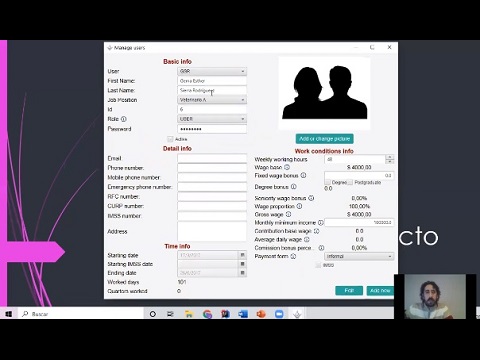 Manage users
Basic info
User GBR
First Name: Gema Esther
Last Name: Sierra Rodríguez
Job Position Veterinario A
Id 6
Role USER
Password ••••••••
Active
Add or change picture
Detail info
Email:
Phone number:
Mobile phone number:
Emergency phone number:
RFC number:
CURP number:
IMSS number:
Address
Work conditions info
Weekly working hours 48
Wage base $ 4000,00
Fixed wage bonus 0.0
Degree Postgraduate
Degree bonus 0.0
Seniority wage bonus 0,00%
Wage proportion 100,00%
Gross wage $ 4000,00
Monthly minimum income
Contribution base wage 0.0
Average daily wage 0.0
Comission bonus perce. 0,00%
Payment form Internal
IMSS
Time info
Starting date
Starting IMSS date
Ending date
Worked days 101
Quartom worked 0
Edit Add new
cto
Buscar